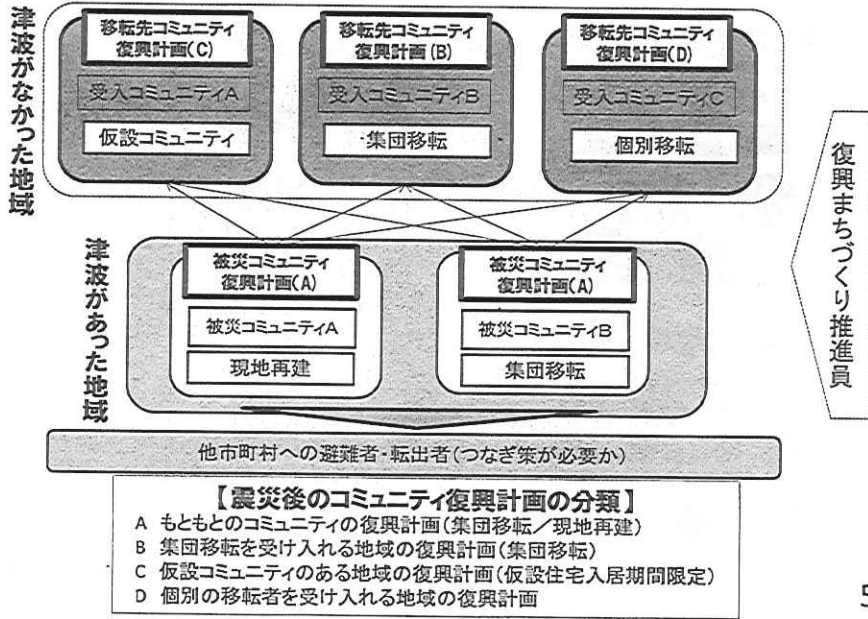 津波がなかった地域
移転先コミュニティ
復興計画(C)
受入コミュニティA
仮設コミュニティ
移転先コミュニティ
復興計画(B)
受入コミュニティB
集団移転
移転先コミュニティ
復興計画(D)
受入コミュニティC
個別移転
津波があった地域
被災コミュニティ
復興計画(A)
被災コミュニティA
現地再建
被災コミュニティ
復興計画(A)
被災コミュニティB
集団移転
復興まちづくり推進員
他市町村への避難者・転出者(つなぎ策が必要か)
【震災後のコミュニティ復興計画の分類】
A もともとのコミュニティの復興計画(集団移転/現地再建)
B 集団移転を受け入れる地域の復興計画(集団移転)
C 仮設コミュニティのある地域の復興計画(仮設住宅入居期間限定)
D 個別の移転者を受け入れる地域の復興計画
5